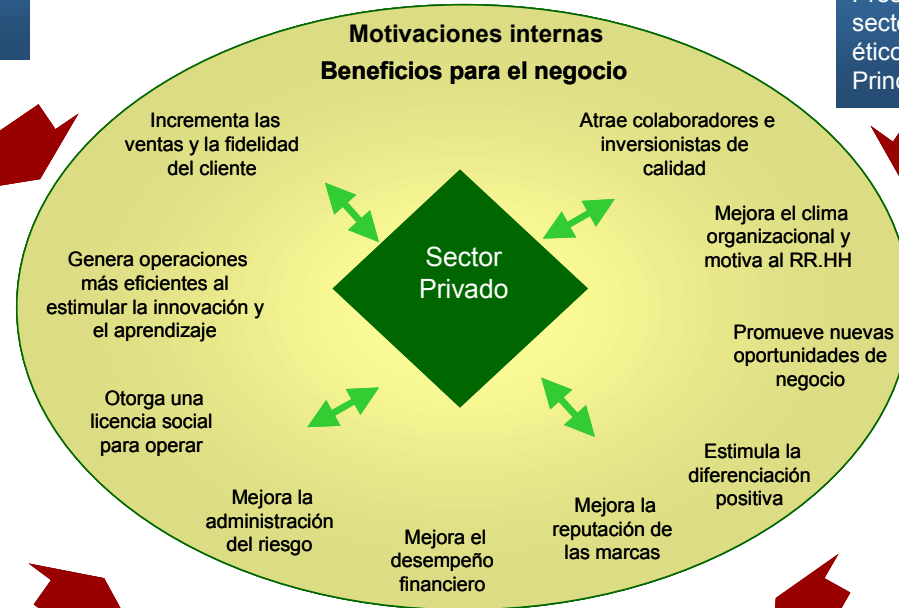 Motivaciones internas
Beneficios para el negocio
sector
ético
Princ
Incrementa las
ventas y la fidelidad
del cliente
Atrae colaboradores e
inversionistas de
calidad
Mejora el clima
organizacional y
motiva al RR.HH
Sector
Privado
Genera operaciones
más eficientes al
estimular la innovación y
el aprendizaje
Promueve nuevas
oportunidades de
negocio
Otorga una
licencia social
para operar
Estimula la
diferenciación
positiva
Mejora la
administración
del riesgo
Mejora el
desempeño
financiero
Mejora la
reputación de
las marcas